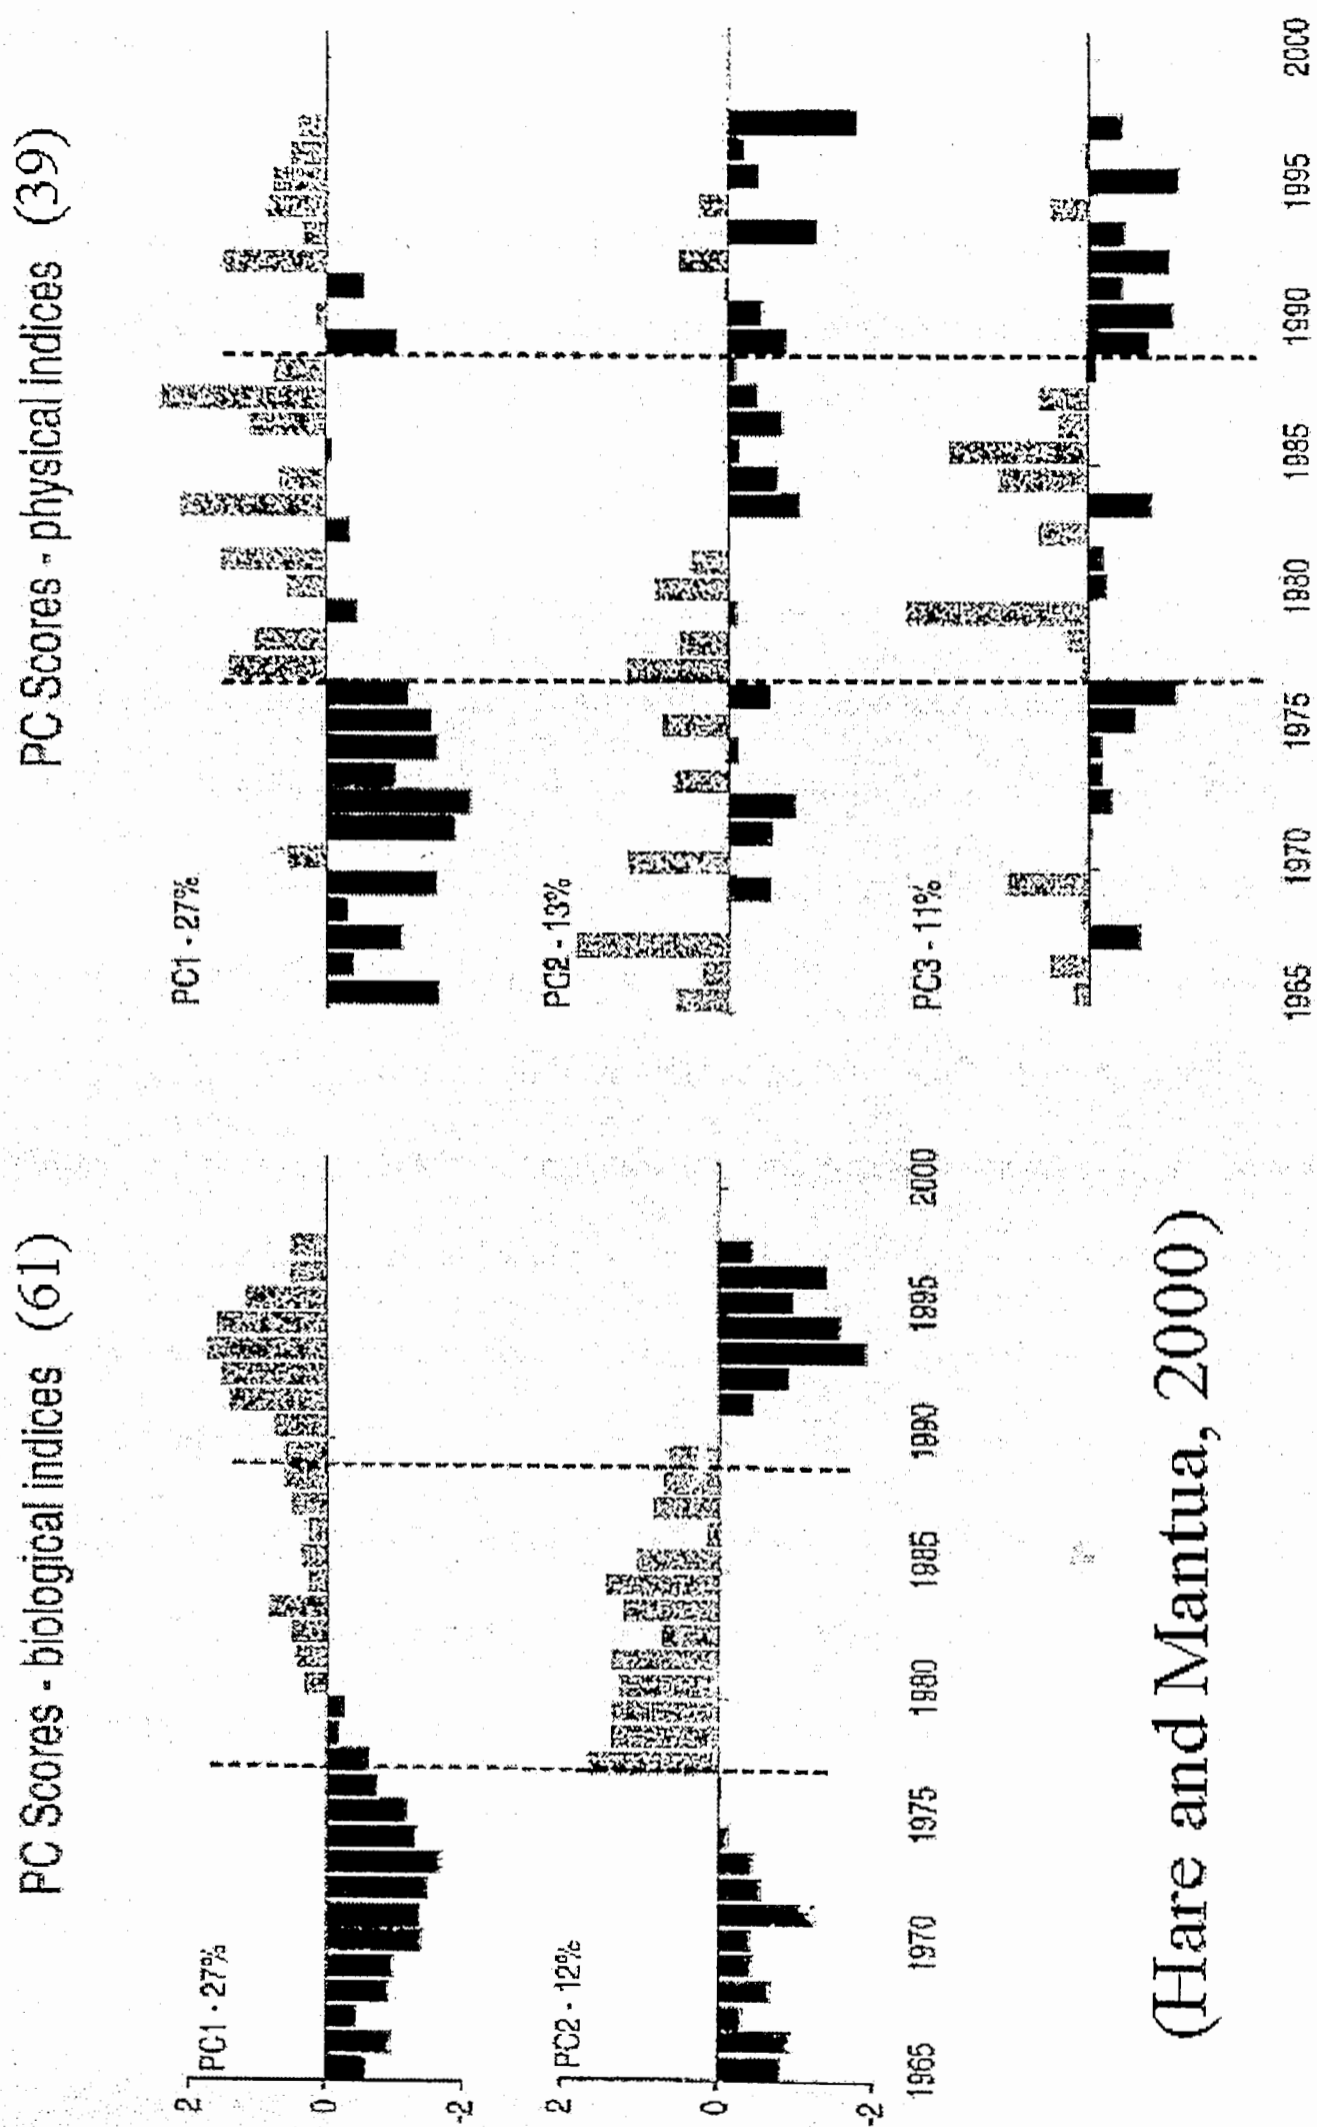 PC Scores - biological indices (61)
PC1 - 27%
2
0
-2
PC2 - 12%
2
0
-2
1965 1970 1975 1980 1985 1990 1995 2000
PC Scores - physical indices (39)
PC1 - 27%
PC2 - 13%
PC3 - 11%
1965 1970 1975 1980 1985 1990 1995 2000
(Hare and Mantua, 2000)